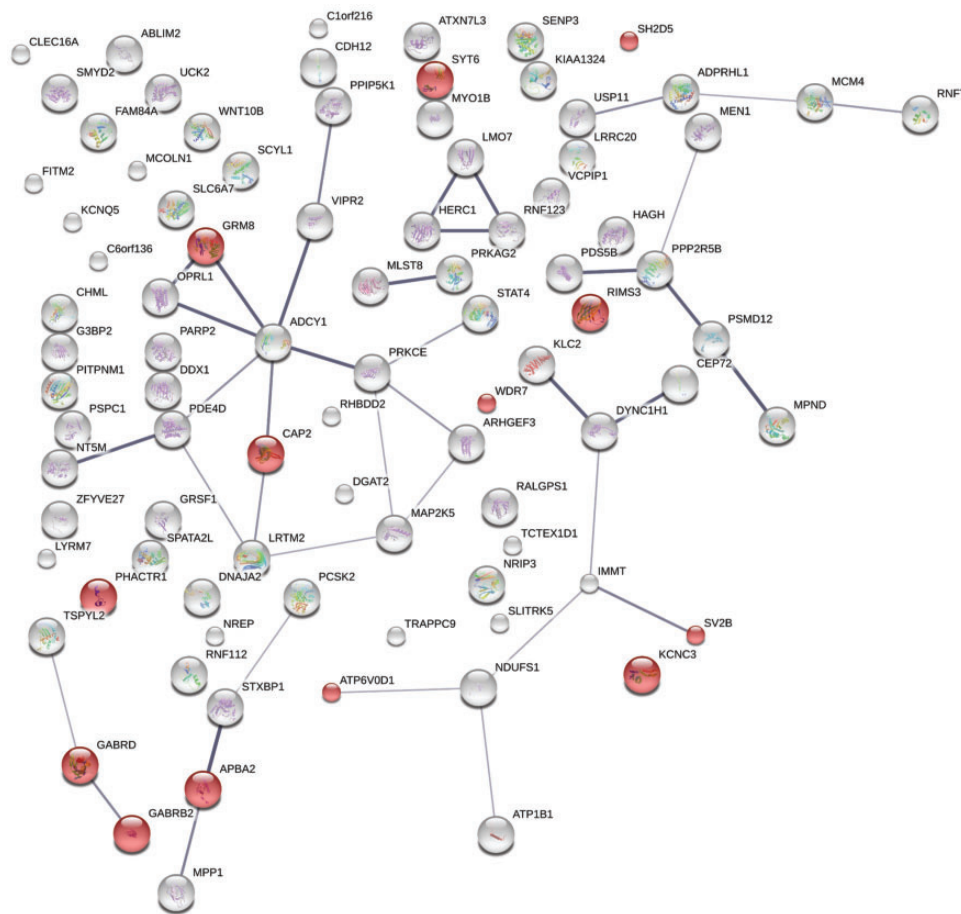 C1orf216
CLEC16A
ABLIM2
ATXN7L3
SENP3
SH2D5
CDH12
SMYD2
UCK2
SYT6
KIAA1324
ADPRHL1
PPIP5K1
MCM4
MYO1B
USP11
RNF
FAM84A
WNT10B
MEN1
LMO7
LRRC20
MCOLN1
SCYL1
VCPIP1
FITM2
SLC6A7
VIPR2
HERC1
RNF123
KCNQ5
GRM8
HAGH
C6orf136
OPRL1
MLST8
PRKAG2
PDS5B
PPP2R5B
CHML
ADCY1
STAT4
RIMS3
G3BP2
PARP2
PSMD12
PITPNM1
DDX1
PRKCE
KLC2
CEP72
PSPC1
PDE4D
RHBDD2
WDR7
DYNC1H1
MPND
NT5M
CAP2
ARHGEF3
DGAT2
ZFYVE27
GRSF1
RALGPS1
LYRM7
SPATA2L
LRTM2
MAP2K5
TCTEX1D1
PHACTR1
DNAJA2
PCSK2
NRIP3
IMMT
TSPYL2
NREP
TRAPPC9
SLITRK5
SV2B
RNF112
KCNC3
STXBP1
ATP6V0D1
NDUFS1
GABRD
APBA2
GABRB2
ATP1B1
MPP1